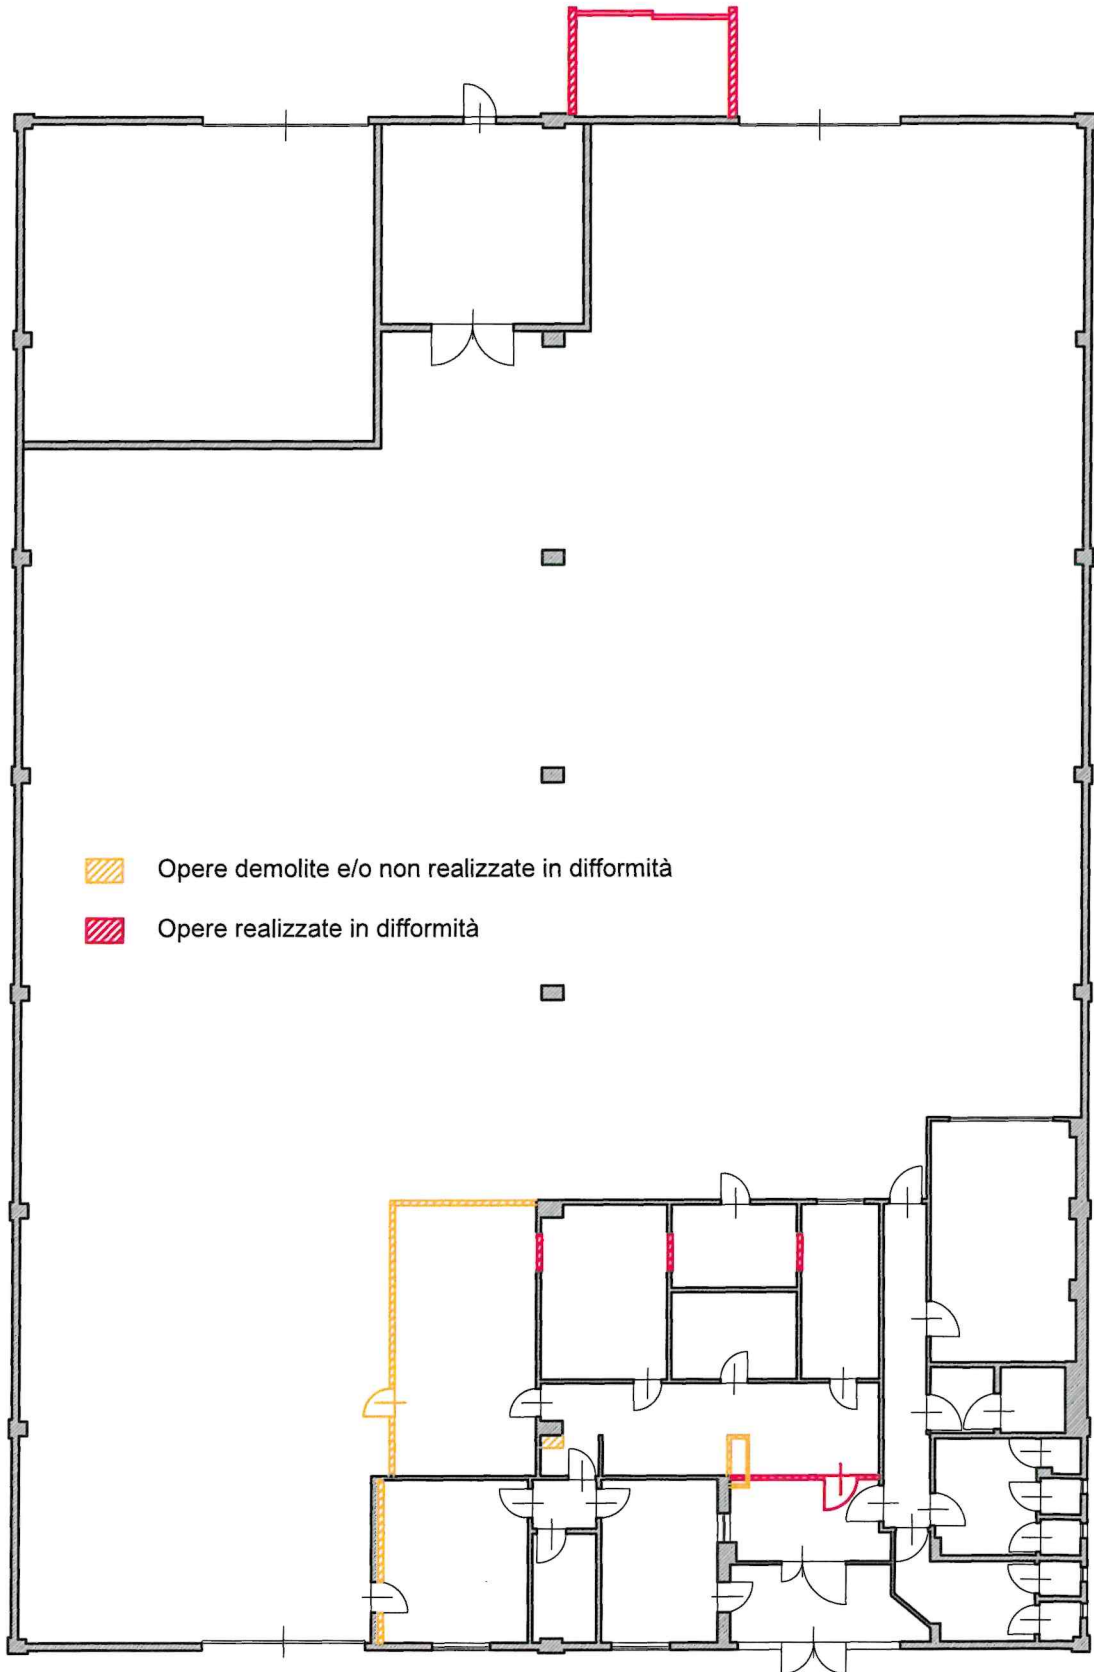 Opere demolite e/o non realizzate in difformità
Opere realizzate in difformità